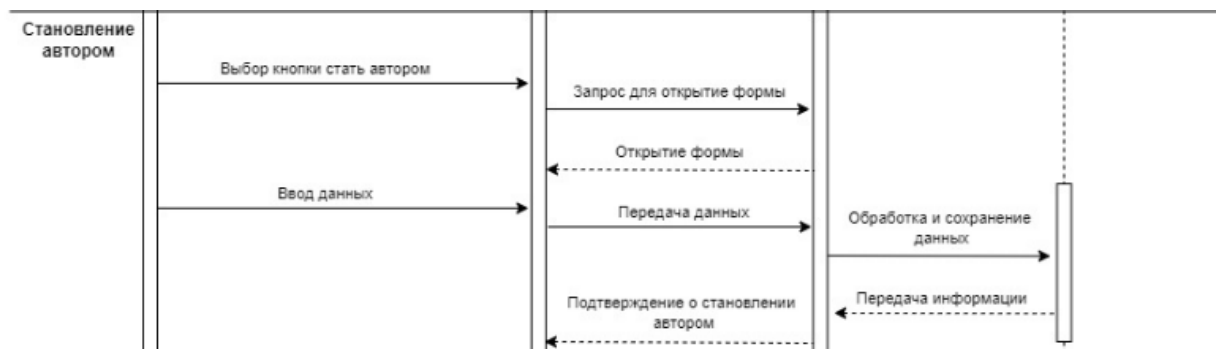 Становление
автором
Выбор кнопки стать автором
Запрос для открытие формы
Открытие формы
Ввод данных
Передача данных
Обработка и сохранение
данных
Передача информации
Подтверждение о становлении
автором